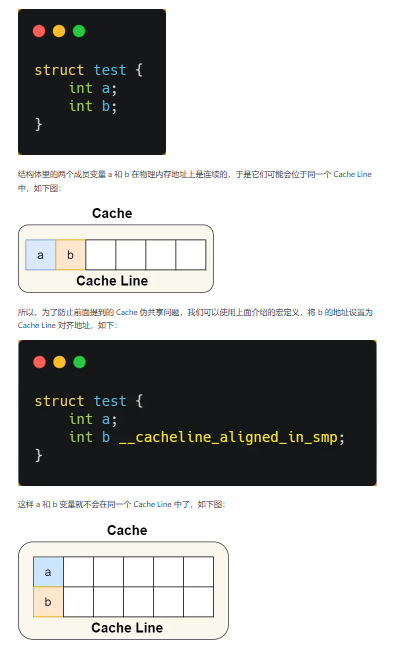 struct test {
int a;
int b;
}
结构体里的两个成员变量 a 和 b 在物理内存地址上是连续的，于是它们可能会位于同一个 Cache Line
中，如下图：
Cache
a b
Cache Line
所以，为了防止前面提到的 Cache 伪共享问题，我们可以使用上面介绍的宏定义，将 b 的地址设置为
Cache Line 对齐地址，如下：
struct test {
int a;
int b __cacheline_aligned_in_smp;
}
这样 a 和 b 变量就不会在同一个 Cache Line 中了，如下图：
Cache
a
b
Cache Line